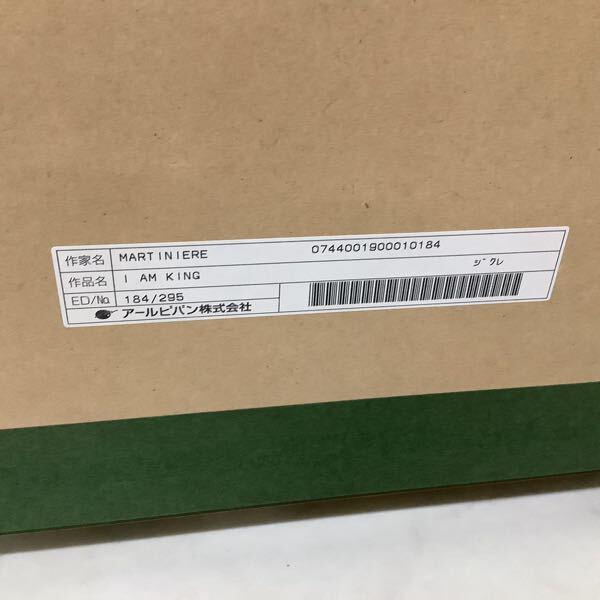 作家名 MARTINIERE 0744001900010184
作品名 I AM KING ジクレ
ED/No. 184/295
アールビバン株式会社